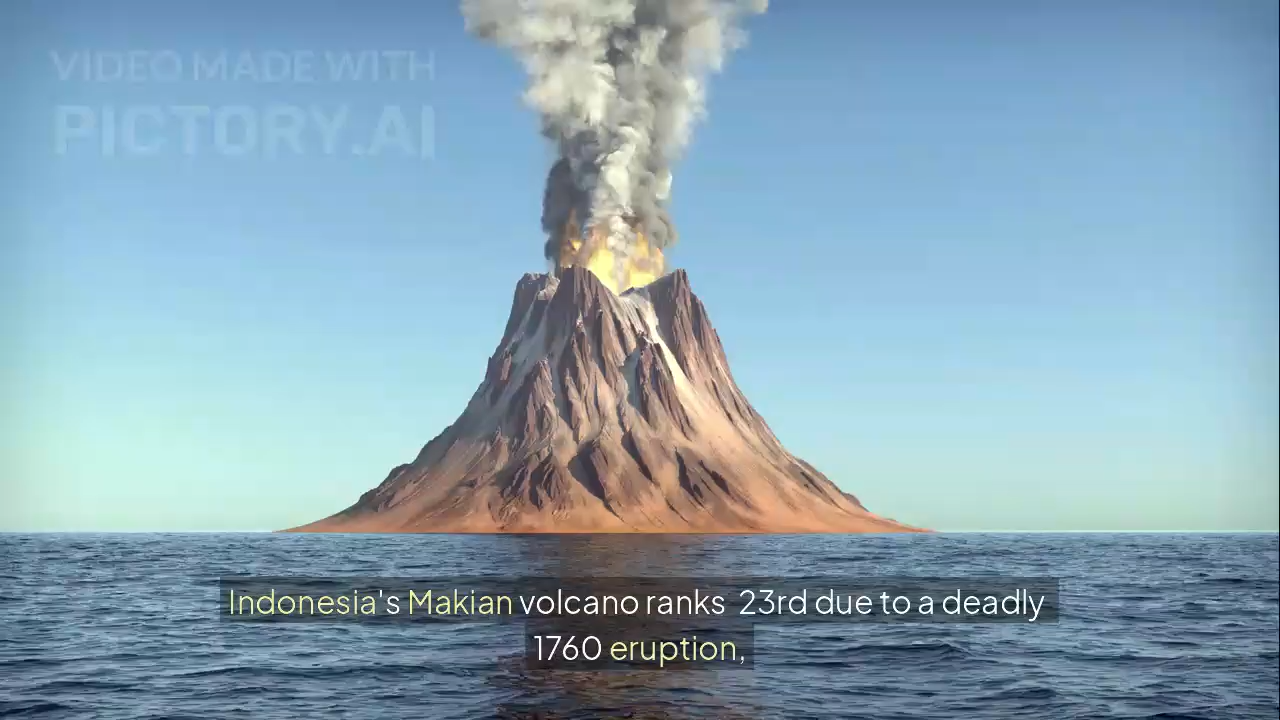 VIDEO MADE WITH
PICTORY.AI
Indonesia's Makian volcano ranks 23rd due to a deadly
1760 eruption,